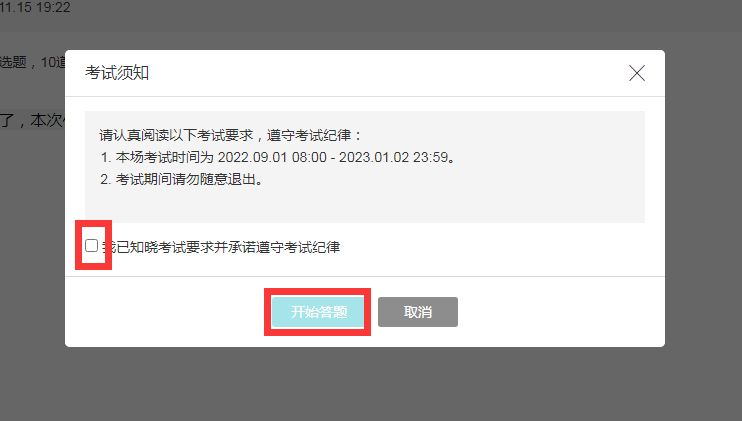 11.15 19:22
选题，10道
了，本次
考试须知
请认真阅读以下考试要求，遵守考试纪律：
1. 本场考试时间为 2022.09.01 08:00 - 2023.01.02 23:59。
2. 考试期间请勿随意退出。
我已知晓考试要求并承诺遵守考试纪律
开始答题 取消